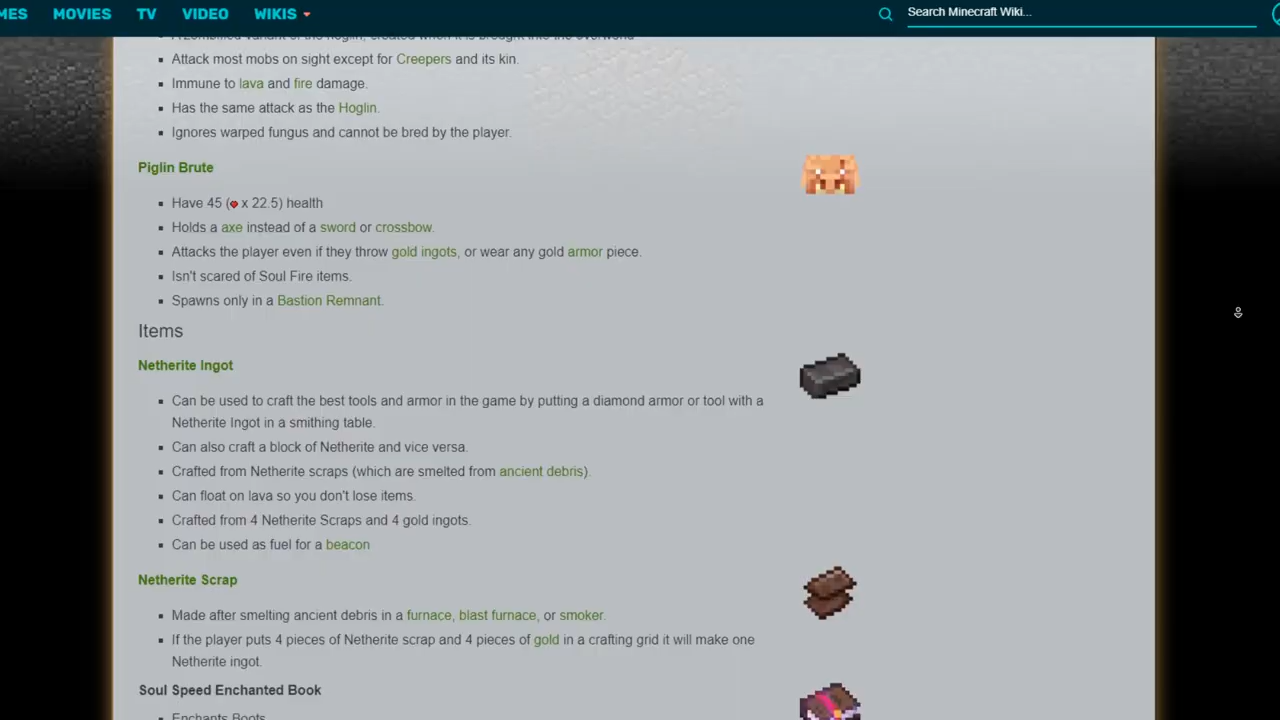 MES MOVIES TV VIDEO WIKIS Search Minecraft Wiki...
Attack most mobs on sight except for Creepers and its kin.
Immune to lava and fire damage.
Has the same attack as the Hoglin.
Ignores warped fungus and cannot be bred by the player.
Piglin Brute
Have 45 ( x 22.5) health
Holds a axe instead of a sword or crossbow.
Attacks the player even if they throw gold ingots, or wear any gold armor piece.
Isn't scared of Soul Fire items.
Spawns only in a Bastion Remnant.
Items
Netherite Ingot
Can be used to craft the best tools and armor in the game by putting a diamond armor or tool with a
Netherite Ingot in a smithing table.
Can also craft a block of Netherite and vice versa.
Crafted from Netherite scraps (which are smelted from ancient debris).
Can float on lava so you don't lose items.
Crafted from 4 Netherite Scraps and 4 gold ingots.
Can be used as fuel for a beacon
Netherite Scrap
Made after smelting ancient debris in a furnace, blast furnace, or smoker.
If the player puts 4 pieces of Netherite scrap and 4 pieces of gold in a crafting grid it will make one
Netherite ingot.
Soul Speed Enchanted Book
Enchants Boots